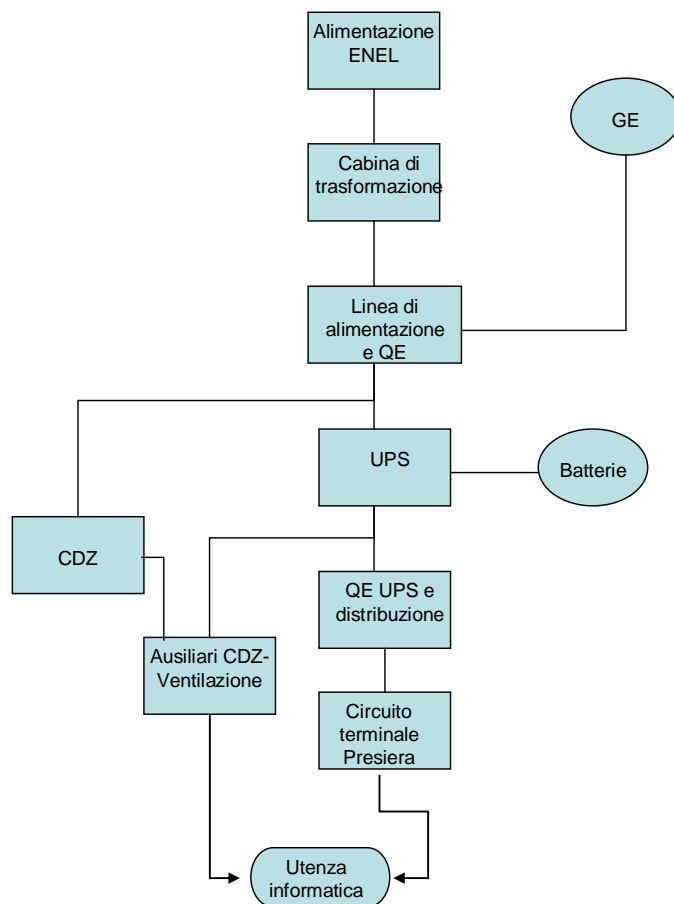 Alimentazione
ENEL
GE
Cabina di
trasformazione
Linea di
alimentazione
e QE
UPS
Batterie
CDZ
QE UPS e
distribuzione
Ausiliari CDZ-
Ventilazione
Circuito
terminale
Presiera
Utenza
informatica